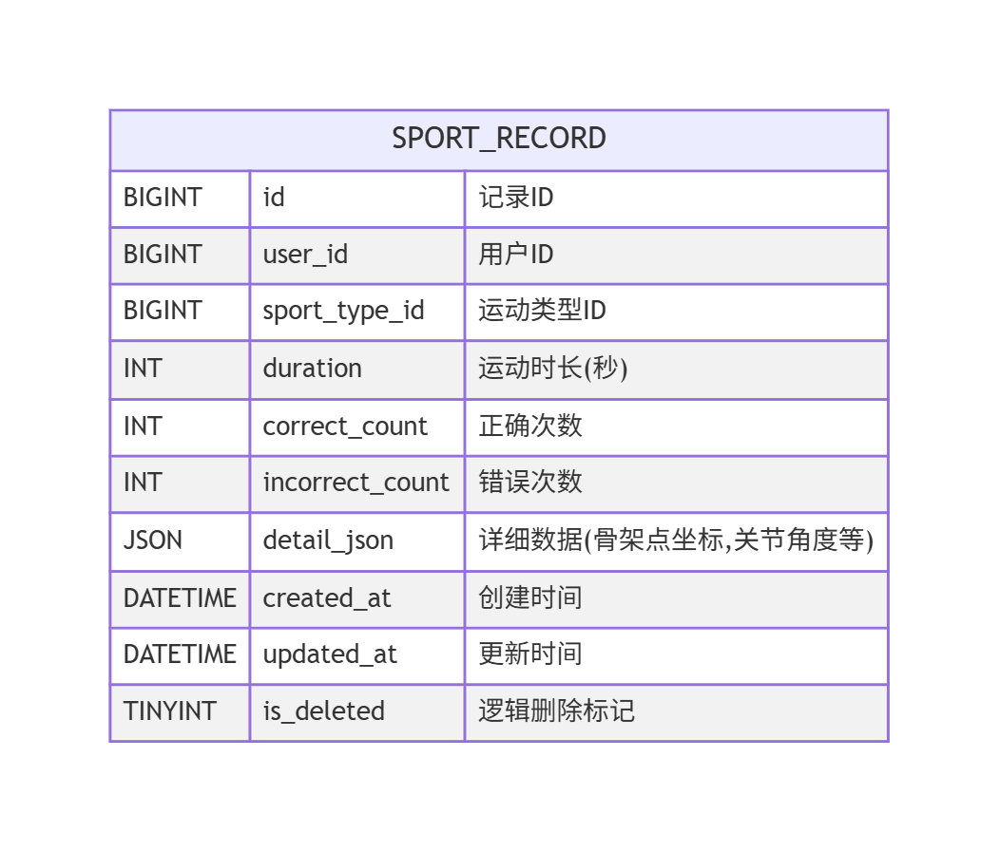 SPORT_RECORD
BIGINT id 记录ID
BIGINT user_id 用户ID
BIGINT sport_type_id 运动类型ID
INT duration 运动时长(秒)
INT correct_count 正确次数
INT incorrect_count 错误次数
JSON detail_json 详细数据(骨架点坐标,关节角度等)
DATETIME created_at 创建时间
DATETIME updated_at 更新时间
TINYINT is_deleted 逻辑删除标记